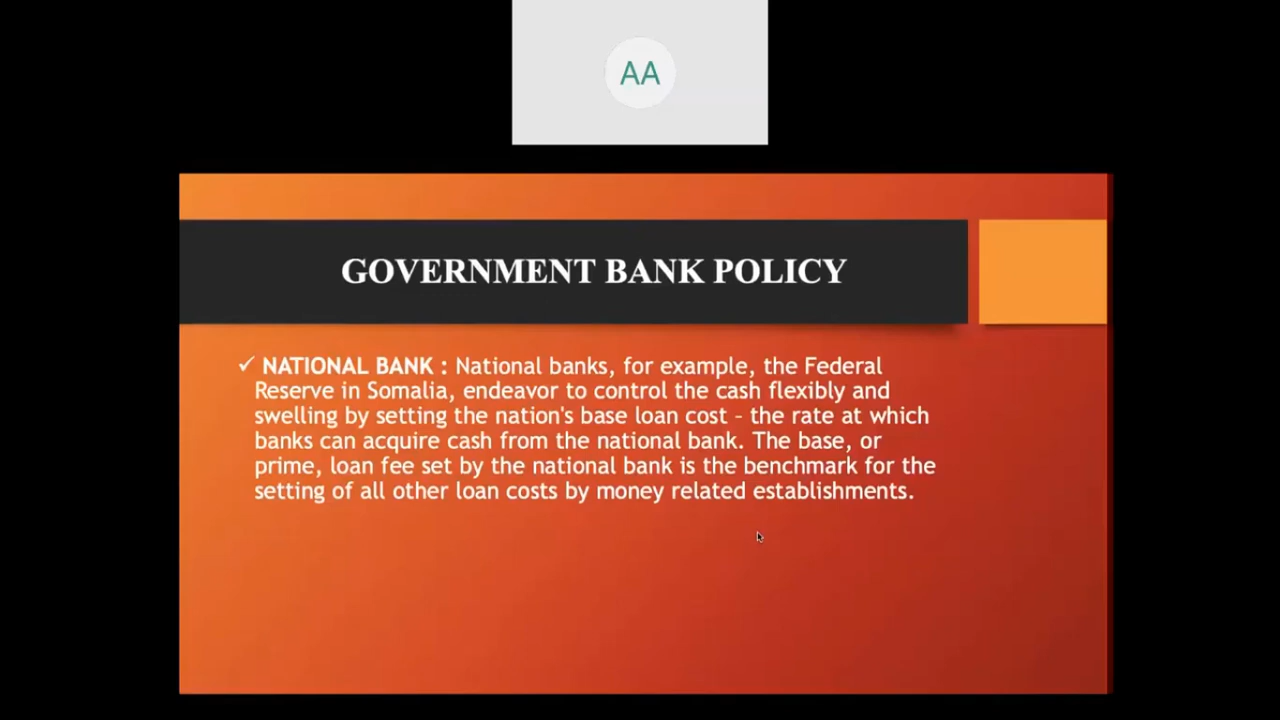 AA
GOVERNMENT BANK POLICY
✓ NATIONAL BANK : National banks, for example, the Federal
Reserve in Somalia, endeavor to control the cash flexibly and
swelling by setting the nation's base loan cost – the rate at which
banks can acquire cash from the national bank. The base, or
prime, loan fee set by the national bank is the benchmark for the
setting of all other loan costs by money related establishments.